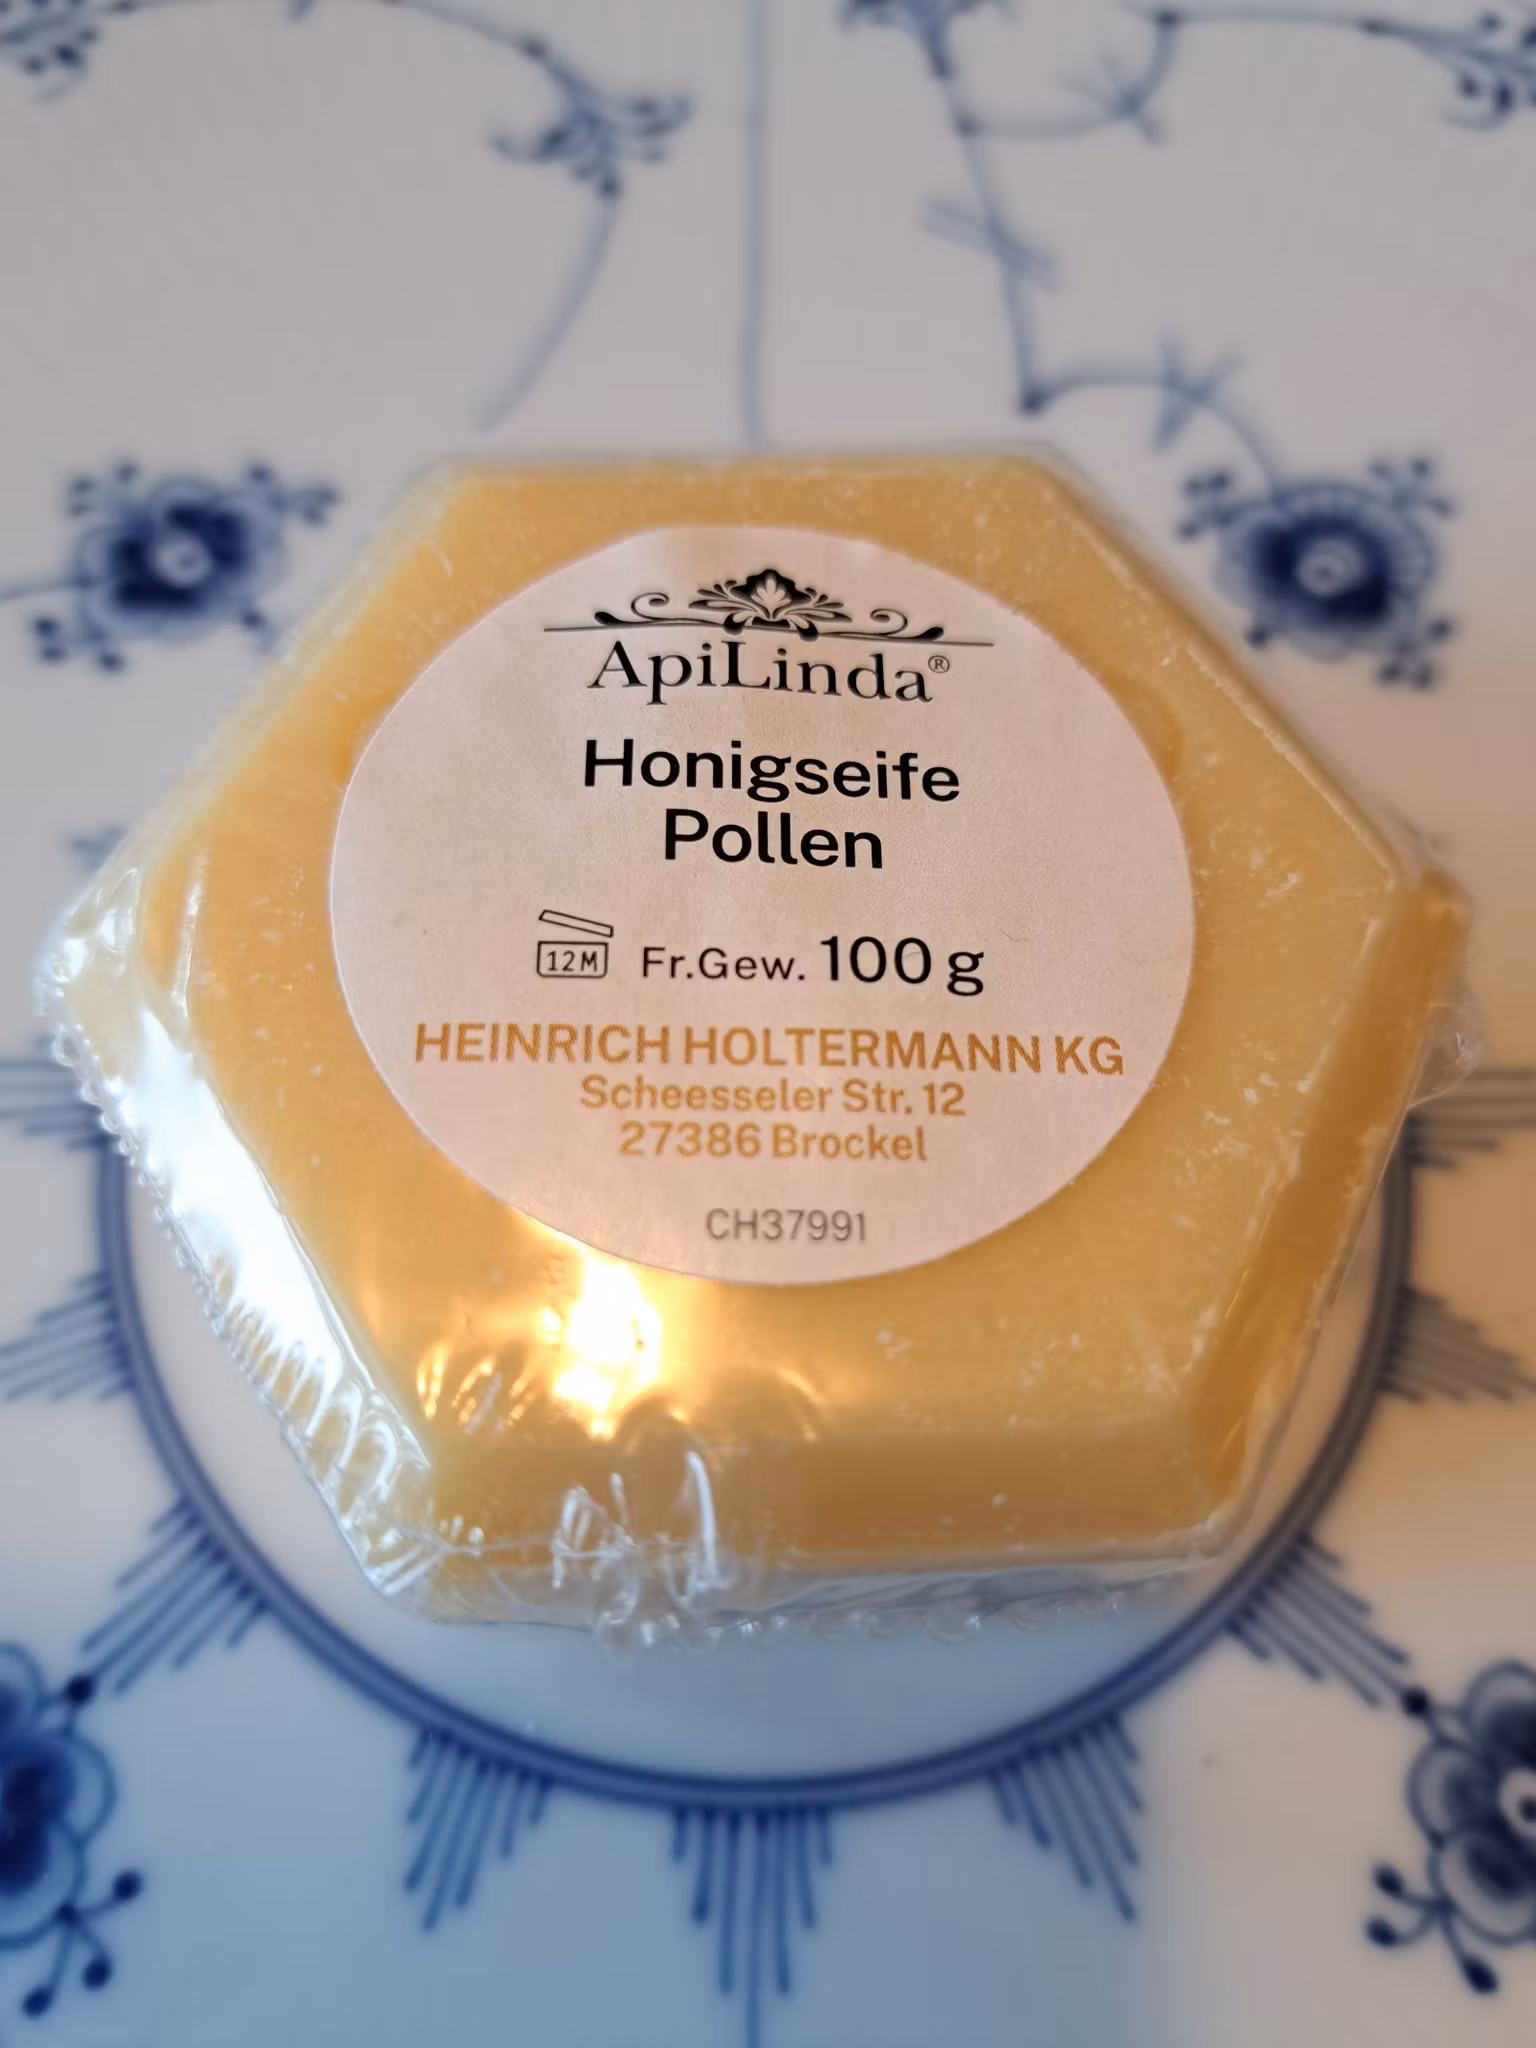 ApiLinda®
Honigseife
Pollen
12M Fr.Gew. 100 g
HEINRICH HOLTERMANN KG
Scheesseler Str. 12
27386 Brockel
CH37991